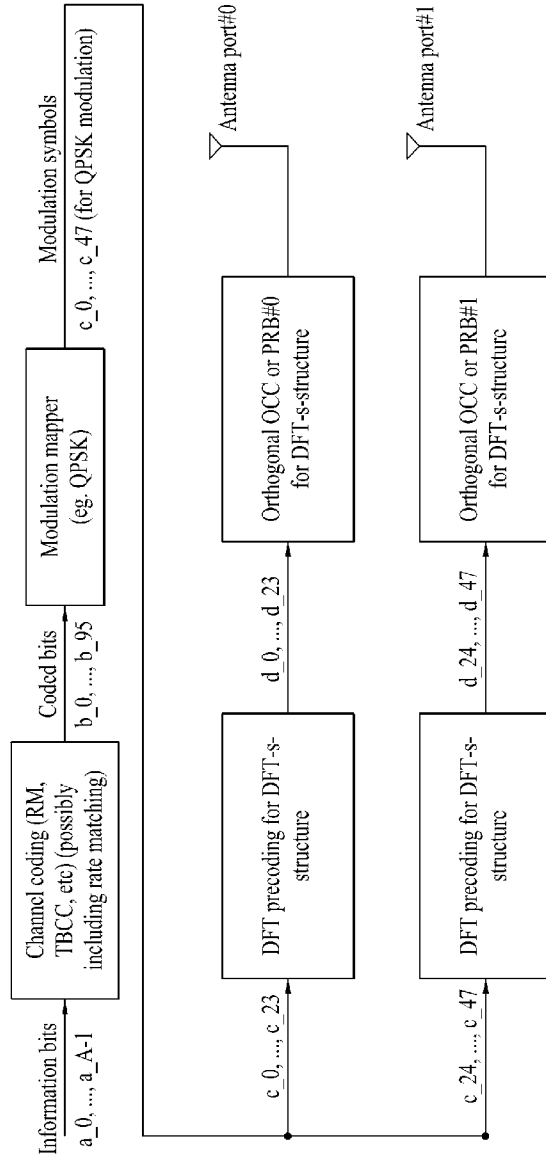 Information bits
a_0, ..., a_A-1
Channel coding (RM,
TBCC, etc) (possibly
including rate matching)
Coded bits
b_0, ..., b_95
Modulation mapper
(eg. QPSK)
Modulation symbols
c_0, ..., c_47 (for QPSK modulation)
c_0, ..., c_23
DFT precoding for DFT-s-
structure
d_0, ..., d_23
Orthogonal OCC or PRB#0
for DFT-s-structure
Antenna port#0
c_24, ..., c_47
DFT precoding for DFT-s-
structure
d_24, ..., d_47
Orthogonal OCC or PRB#1
for DFT-s-structure
Antenna port#1